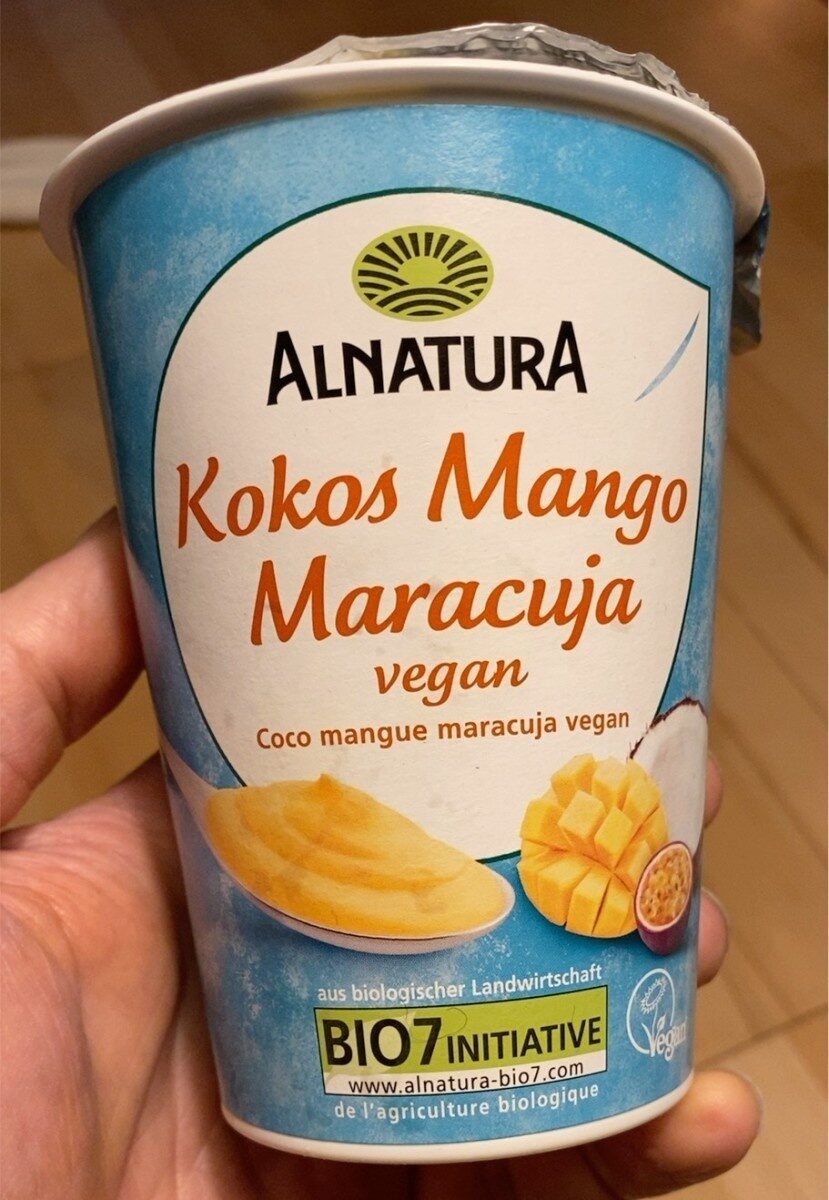 ALNATURA
Kokos Mango
Maracuja
vegan
Coco mangue maracuja vegan
aus biologischer Landwirtschaft
BIO7 INITIATIVE
www.alnatura-bio7.com
de l'agriculture biologique
Vegan